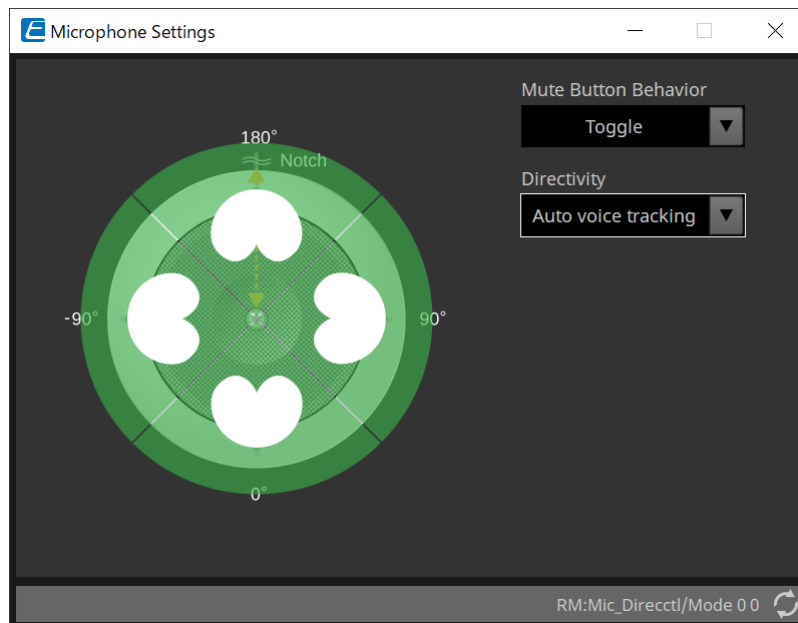 Microphone Settings
Mute Button Behavior
Toggle
Directivity
Auto voice tracking
180°
Notch
-90°
90°
0°
RM:Mic_Direcctl/Mode 0 0